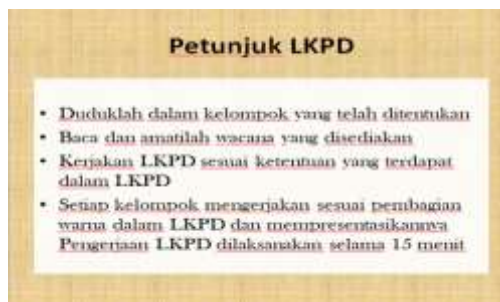 Petunjuk LKPD
• Duduklah dalam kelompok yang telah ditentukan
• Baca dan amatilah wacana yang disediakan
• Kerjakan LKPD sesuai ketentuan yang terdapat
dalam LKPD
• Setiap kelompok mengerjakan sesuai pembagian
warna dalam LKPD dan mempresentasikannya
Pengerjaan LKPD dilaksanakan selama 15 menit